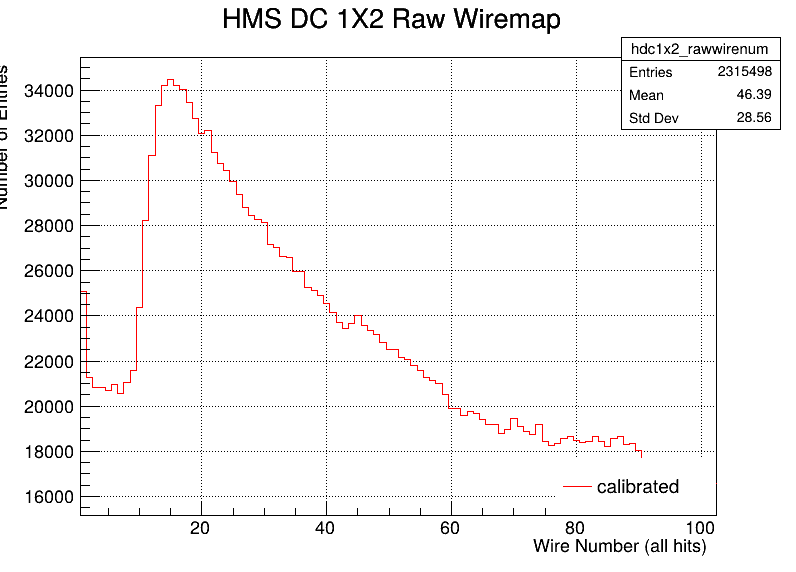 HMS DC 1X2 Raw Wiremap
hdc1x2_rawwirenum
Entries 2315498
Mean 46.39
Std Dev 28.56
Number of Entries
34000
32000
30000
28000
26000
24000
22000
20000
18000
16000
calibrated
20 40 60 80 100
Wire Number (all hits)